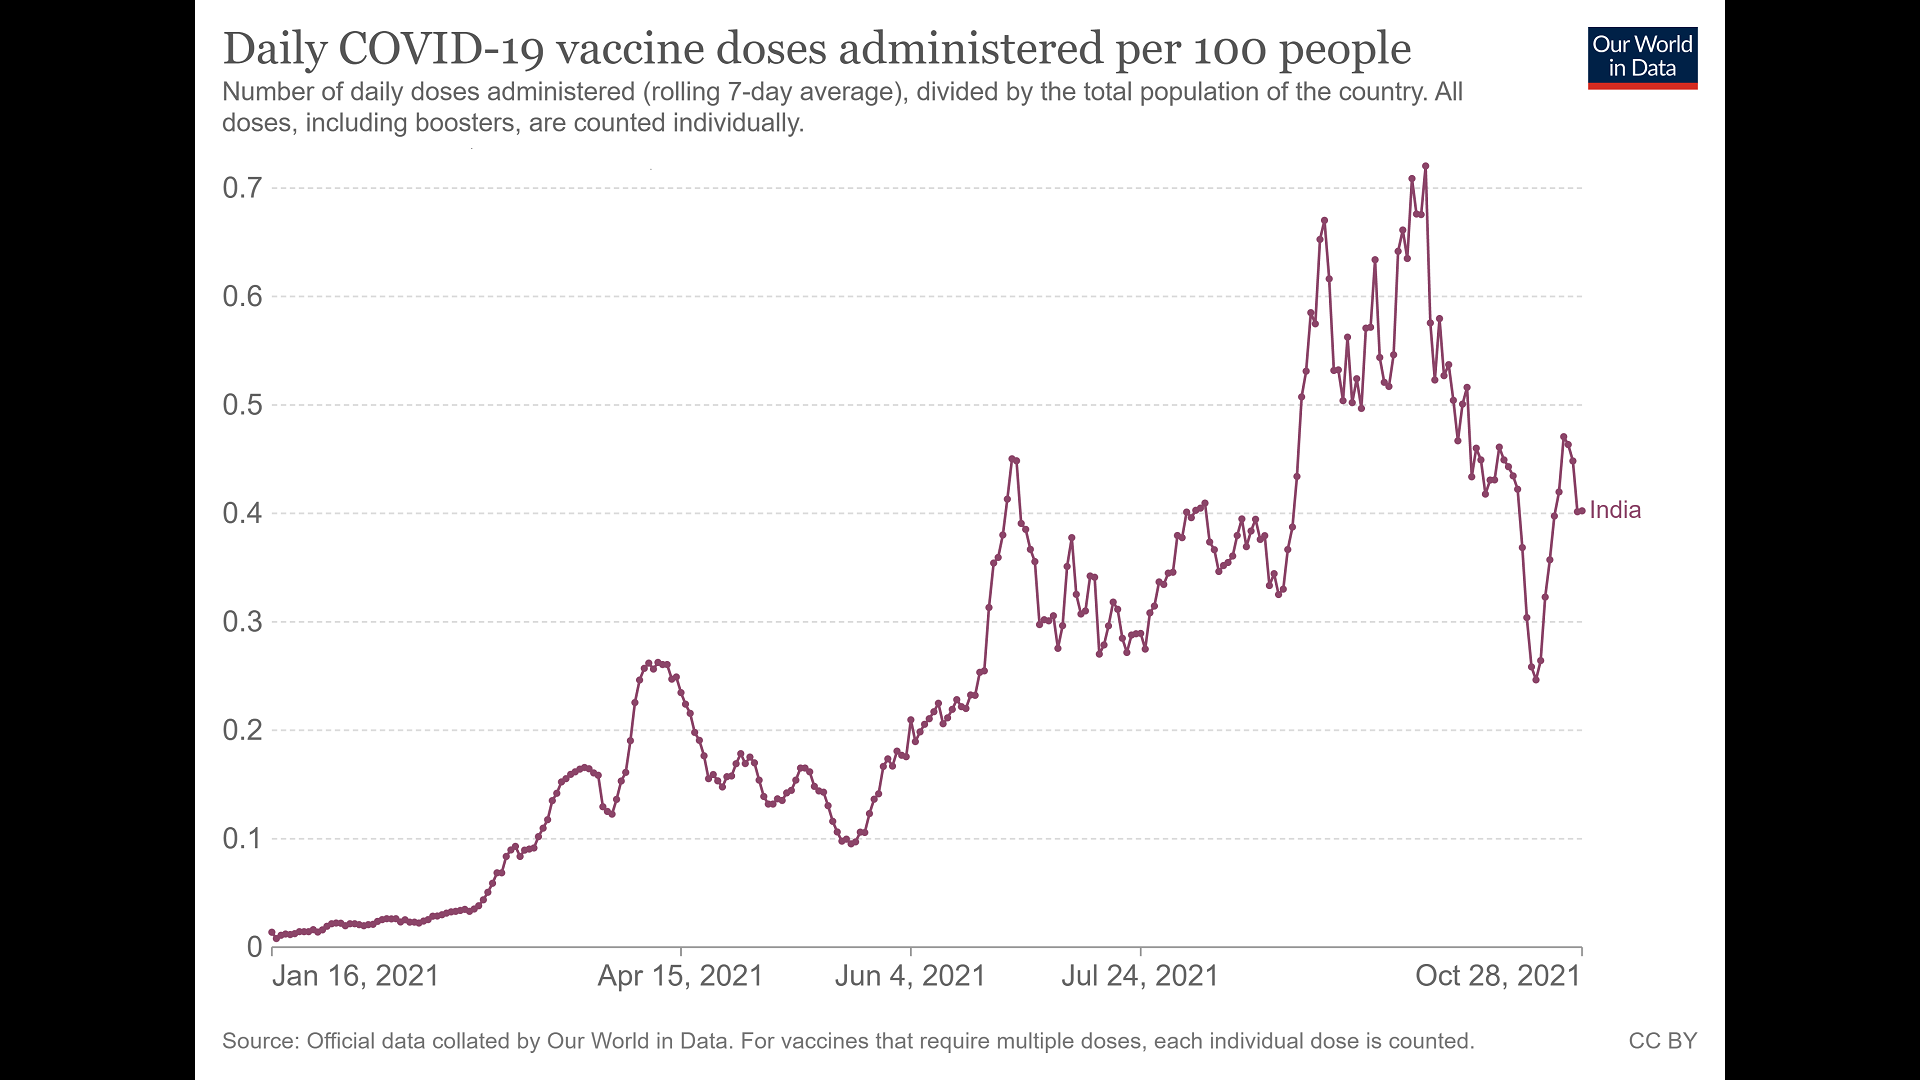 Daily COVID-19 vaccine doses administered per 100 people
Our World
in Data
Number of daily doses administered (rolling 7-day average), divided by the total population of the country. All
doses, including boosters, are counted individually.
0.7
0.6
0.5
0.4
India
0.3
0.2
0.1
0
Jan 16, 2021
Apr 15, 2021
Jun 4, 2021
Jul 24, 2021
Oct 28, 2021
Source: Official data collated by Our World in Data. For vaccines that require multiple doses, each individual dose is counted.
CC BY